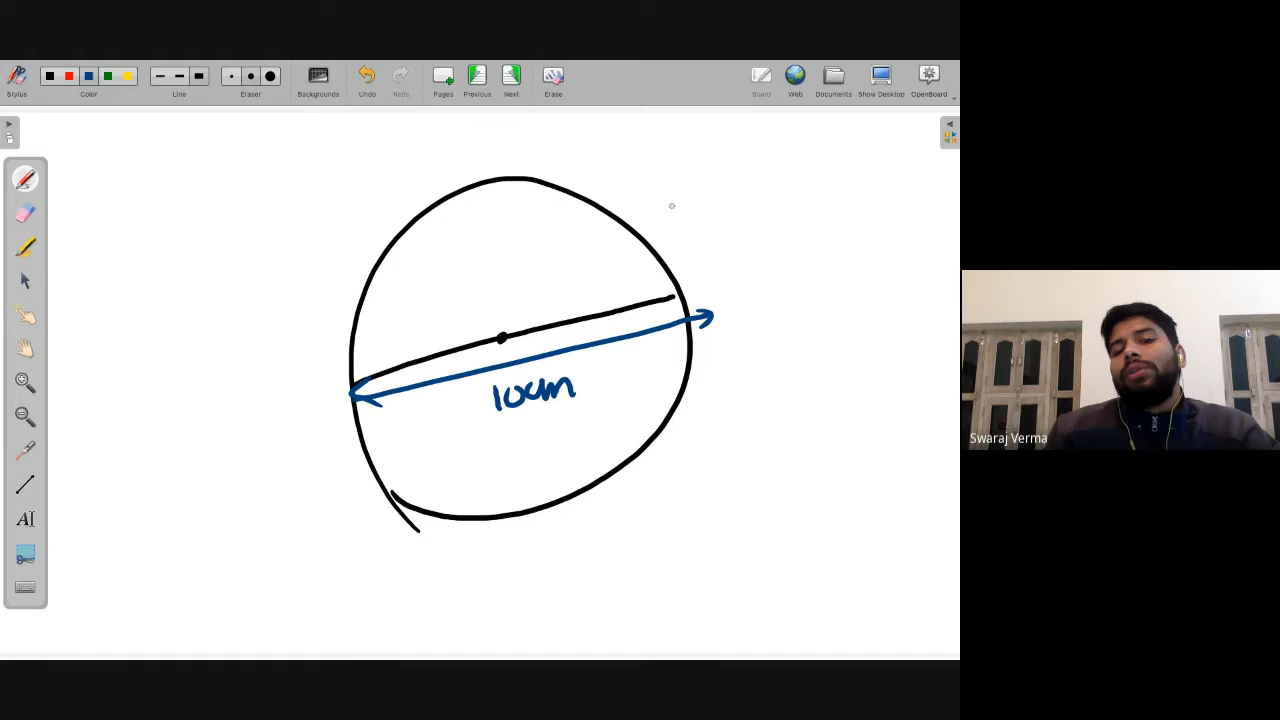 Stylus
Color
Line
Eraser
Backgrounds
Undo
Redo
Pages
Previous
Next
Erase
Board
Web
Documents
Show Desktop
OpenBoard
AI
10cm
Swaraj Verma